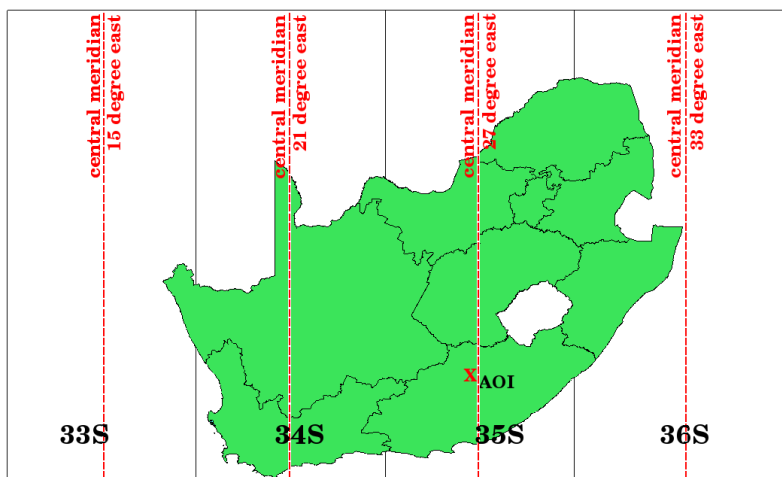 central meridian
15 degree east
central meridian
21 degree east
central meridian
27 degree east
central meridian
33 degree east
X
AOI
33S
34S
35S
36S